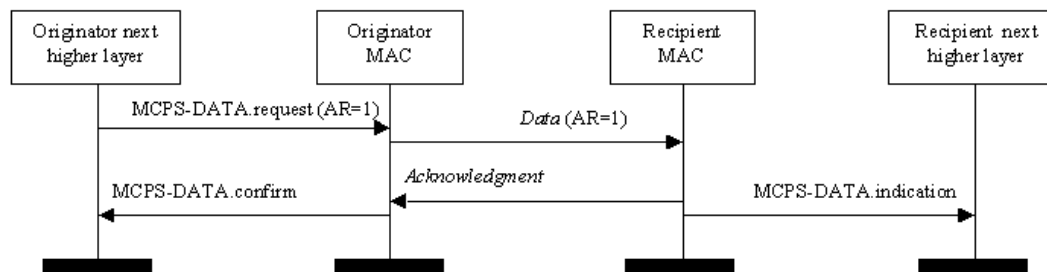 Originator next
higher layer
Originator
MAC
Recipient
MAC
Recipient next
higher layer
MCPS-DATA.request (AR=1)
Data (AR=1)
Acknowledgment
MCPS-DATA.confirm
MCPS-DATA.indication